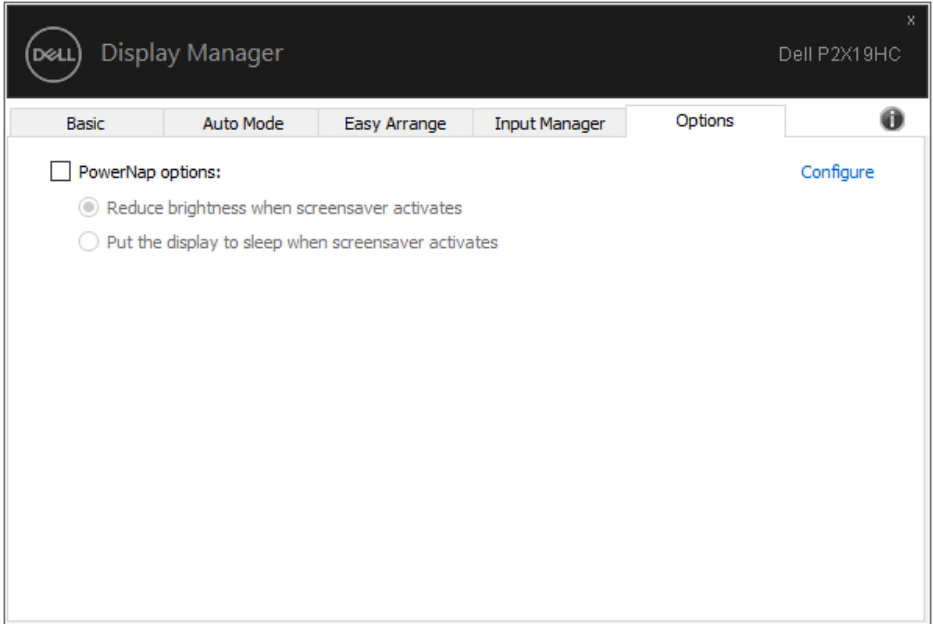 x
DELL Display Manager
Dell P2X19HC
Basic Auto Mode Easy Arrange Input Manager Options i
PowerNap options: Configure
Reduce brightness when screensaver activates
Put the display to sleep when screensaver activates